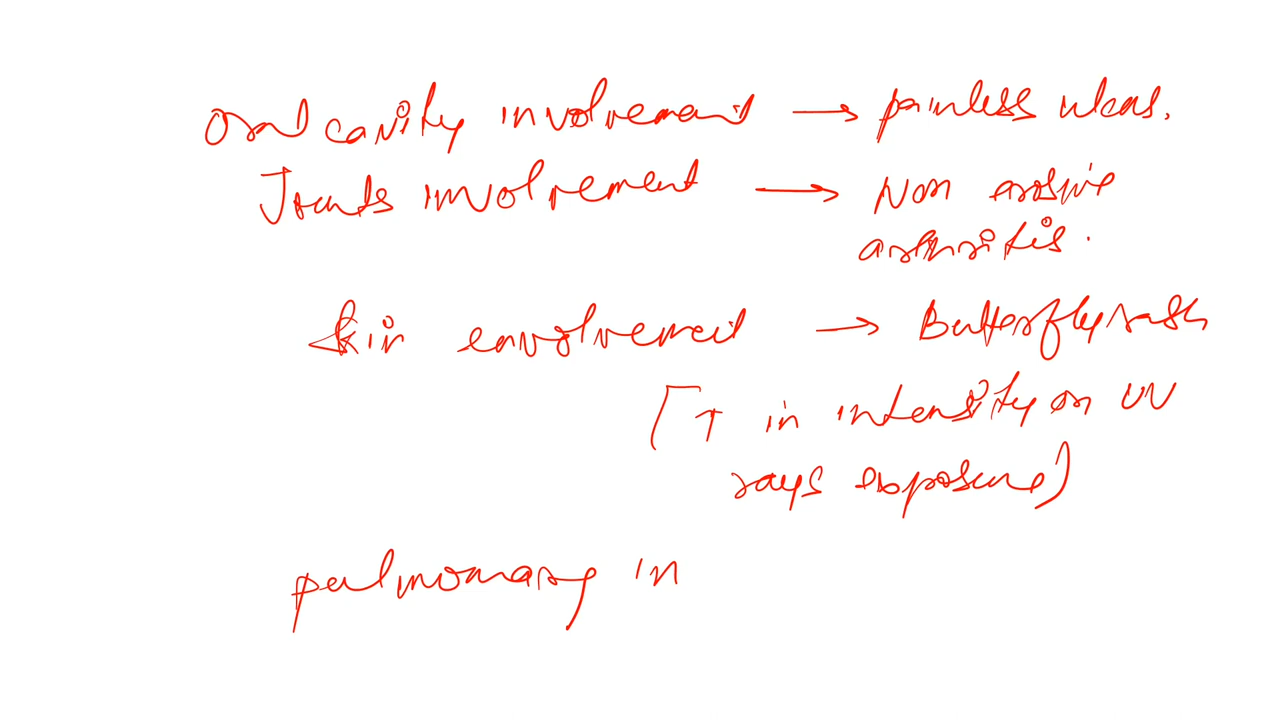 Oral cavity involvement → painless ulcers.
Joints involvement → Non erosive
arthritis.
Skin envolvement → Butterfly rash
(↑ in intensity on UV
rays exposure)
pulmonary in